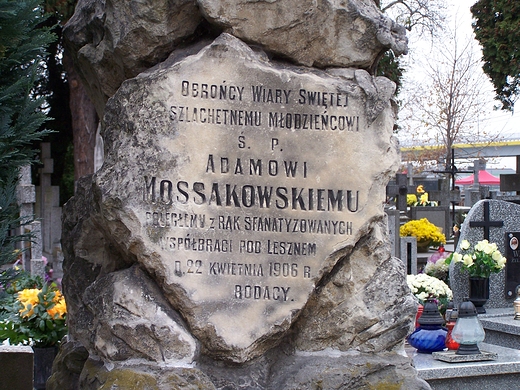 Obrońcy Wiary Świętej
szlachetnemu młodzieńcowi
Ś. P.
Adamowi
Mossakowskiemu
poległemu z rąk sfanatyzowanych
współbraci pod Lesznem
d. 22 kwietnia 1906 r.
Rodacy.